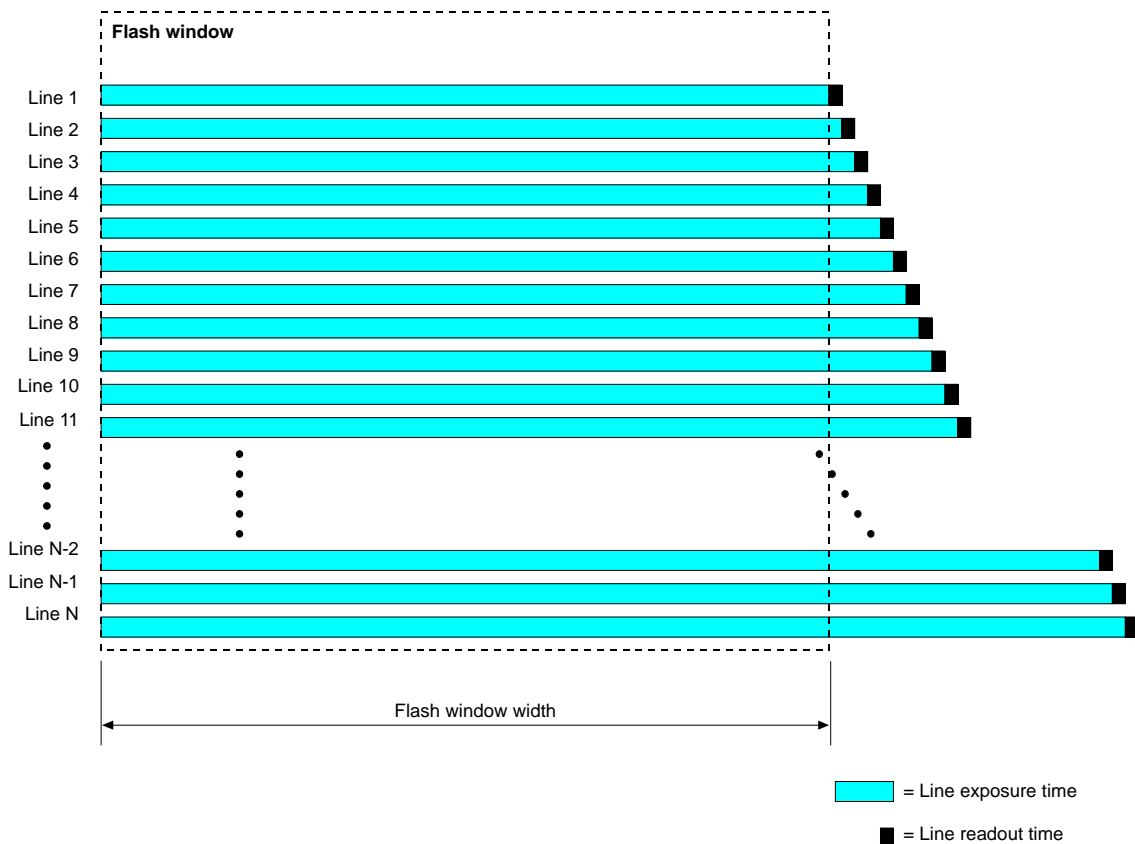 Flash window
Line 1
Line 2
Line 3
Line 4
Line 5
Line 6
Line 7
Line 8
Line 9
Line 10
Line 11
Line N-2
Line N-1
Line N
Flash window width
= Line exposure time
= Line readout time